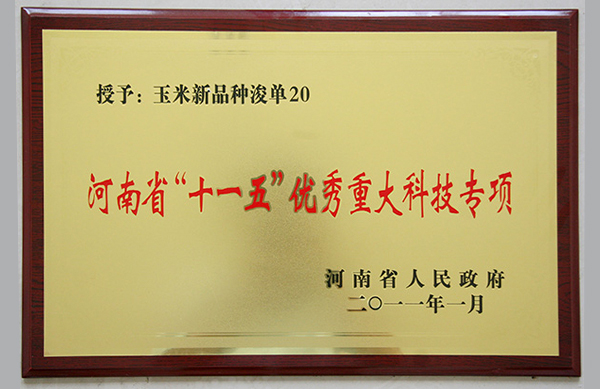 授予：玉米新品种浚单20
河南省“十一五”优秀重大科技专项
河南省人民政府
二〇一一年一月